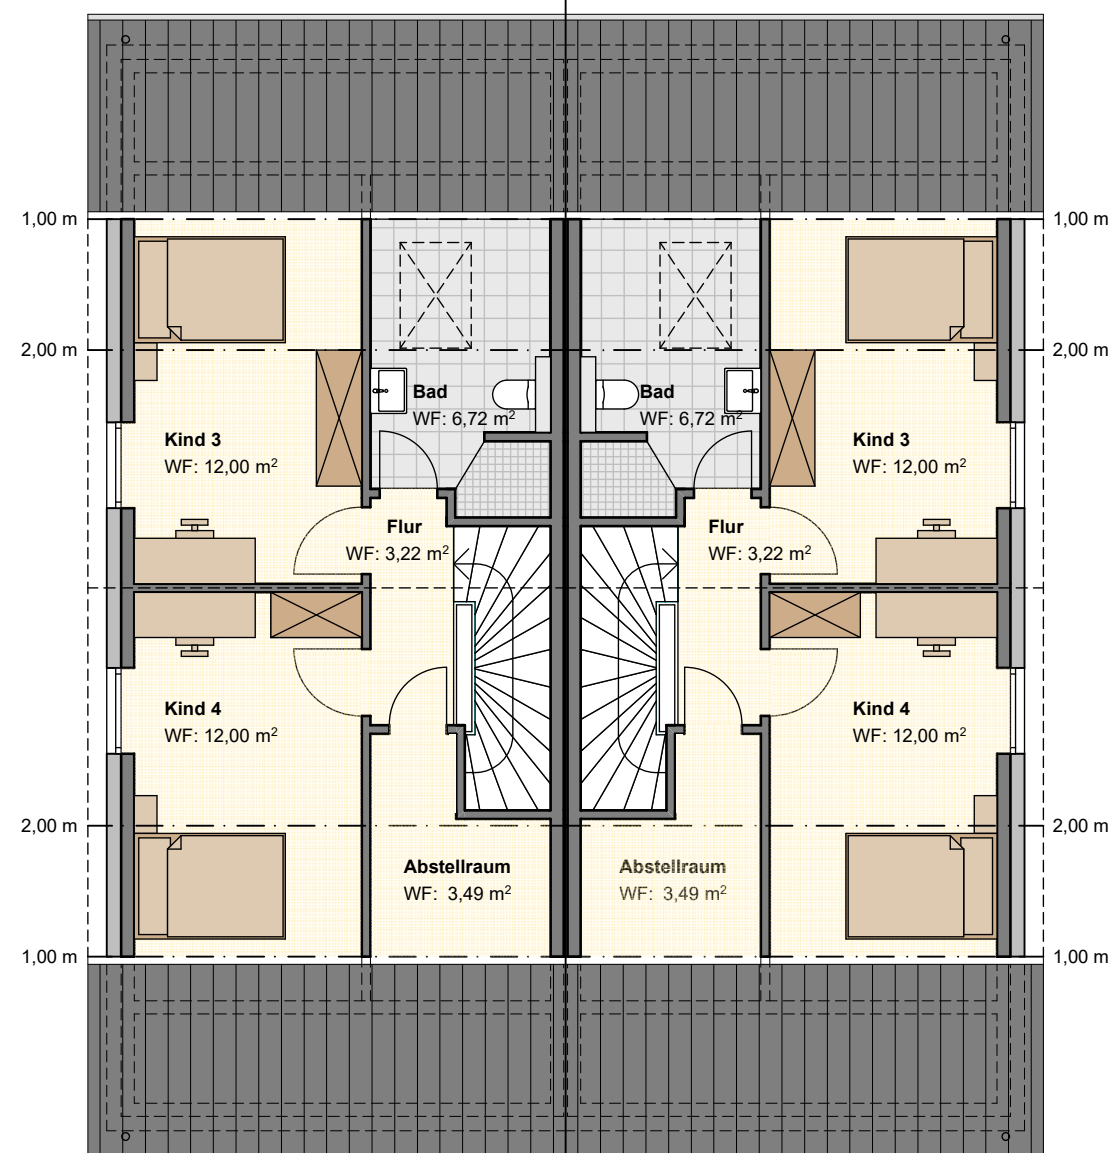 1,00 m
1,00 m
2,00 m
2,00 m
Bad
WF: 6,72 m²
Bad
WF: 6,72 m²
Kind 3
WF: 12,00 m²
Kind 3
WF: 12,00 m²
Flur
WF: 3,22 m²
Flur
WF: 3,22 m²
Kind 4
WF: 12,00 m²
Kind 4
WF: 12,00 m²
2,00 m
2,00 m
Abstellraum
WF: 3,49 m²
Abstellraum
WF: 3,49 m²
1,00 m
1,00 m